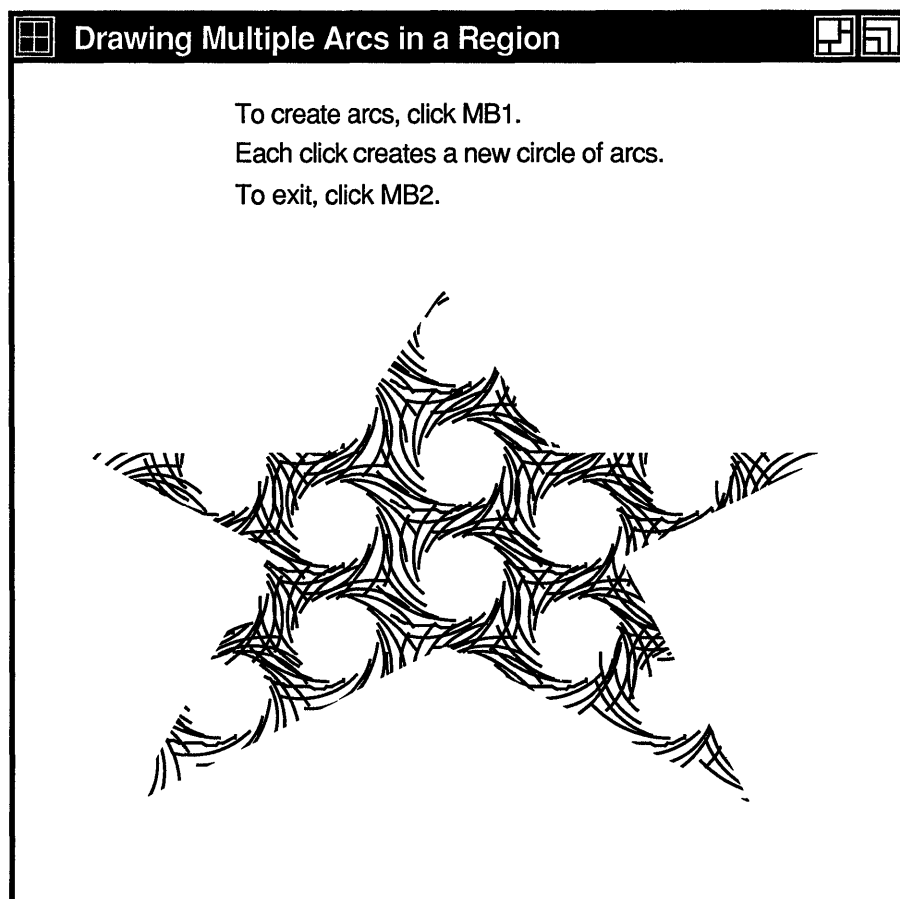 Drawing Multiple Arcs in a Region
To create arcs, click MB1.
Each click creates a new circle of arcs.
To exit, click MB2.